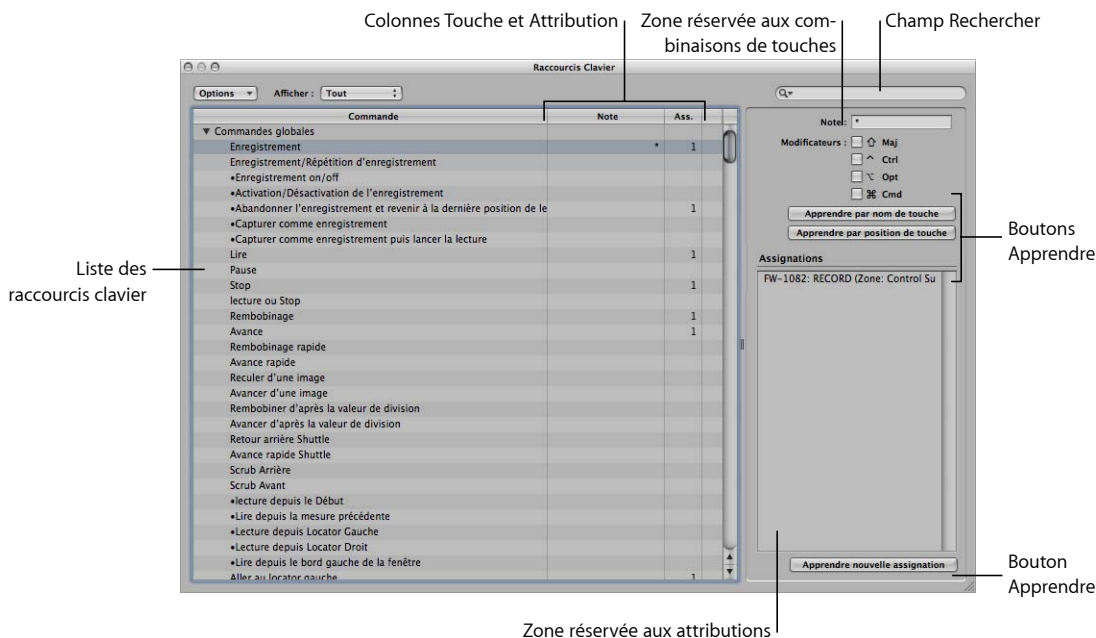 Colonnes Touche et Attribution
Zone réservée aux com-
binaisons de touches
Champ Rechercher
Raccourcis Clavier
Options
Afficher : Tout
Commande Note Ass.
Commandes globales
Enregistrement * 1
Enregistrement/Répétition d'enregistrement
•Enregistrement on/off
•Activation/Désactivation de l'enregistrement
•Abandonner l'enregistrement et revenir à la dernière position de le 1
•Capturer comme enregistrement
•Capturer comme enregistrement puis lancer la lecture
Lire 1
Pause
Stop 1
lecture ou Stop
Rembobinage 1
Avance 1
Rembobinage rapide
Avance rapide
Reculer d'une image
Avancer d'une image
Rembobiner d'après la valeur de division
Avancer d'après la valeur de division
Retour arrière Shuttle
Avance rapide Shuttle
Scrub Arrière
Scrub Avant
•lecture depuis le Début
•Lire depuis la mesure précédente
•Lecture depuis Locator Gauche
•Lecture depuis Locator Droit
•Lire depuis le bord gauche de la fenêtre
Aller au locator gauche 1
Note : *
Modificateurs : ⇧ Maj
^ Ctrl
⌥ Opt
⌘ Cmd
Apprendre par nom de touche
Apprendre par position de touche
Assignations
FW-1082: RECORD (Zone: Control Su
Apprendre nouvelle assignation
Liste des
raccourcis clavier
Boutons
Apprendre
Bouton
Apprendre
Zone réservée aux attributions